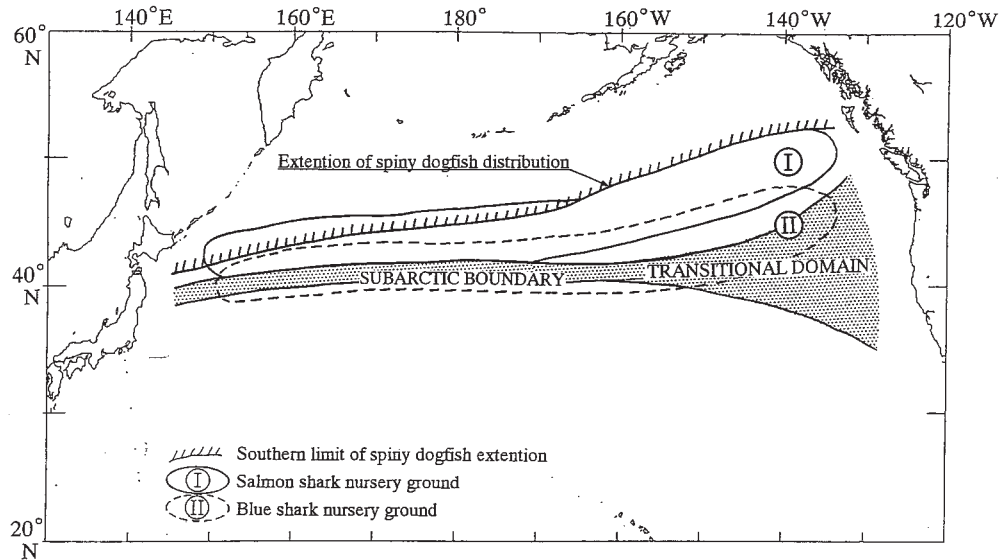 140°E 160°E 180° 160°W 140°W 120°W
60°
N
Extention of spiny dogfish distribution
I
II
40°
N
SUBARCTIC BOUNDARY
TRANSITIONAL DOMAIN
Southern limit of spiny dogfish extention
I Salmon shark nursery ground
II Blue shark nursery ground
20°
N